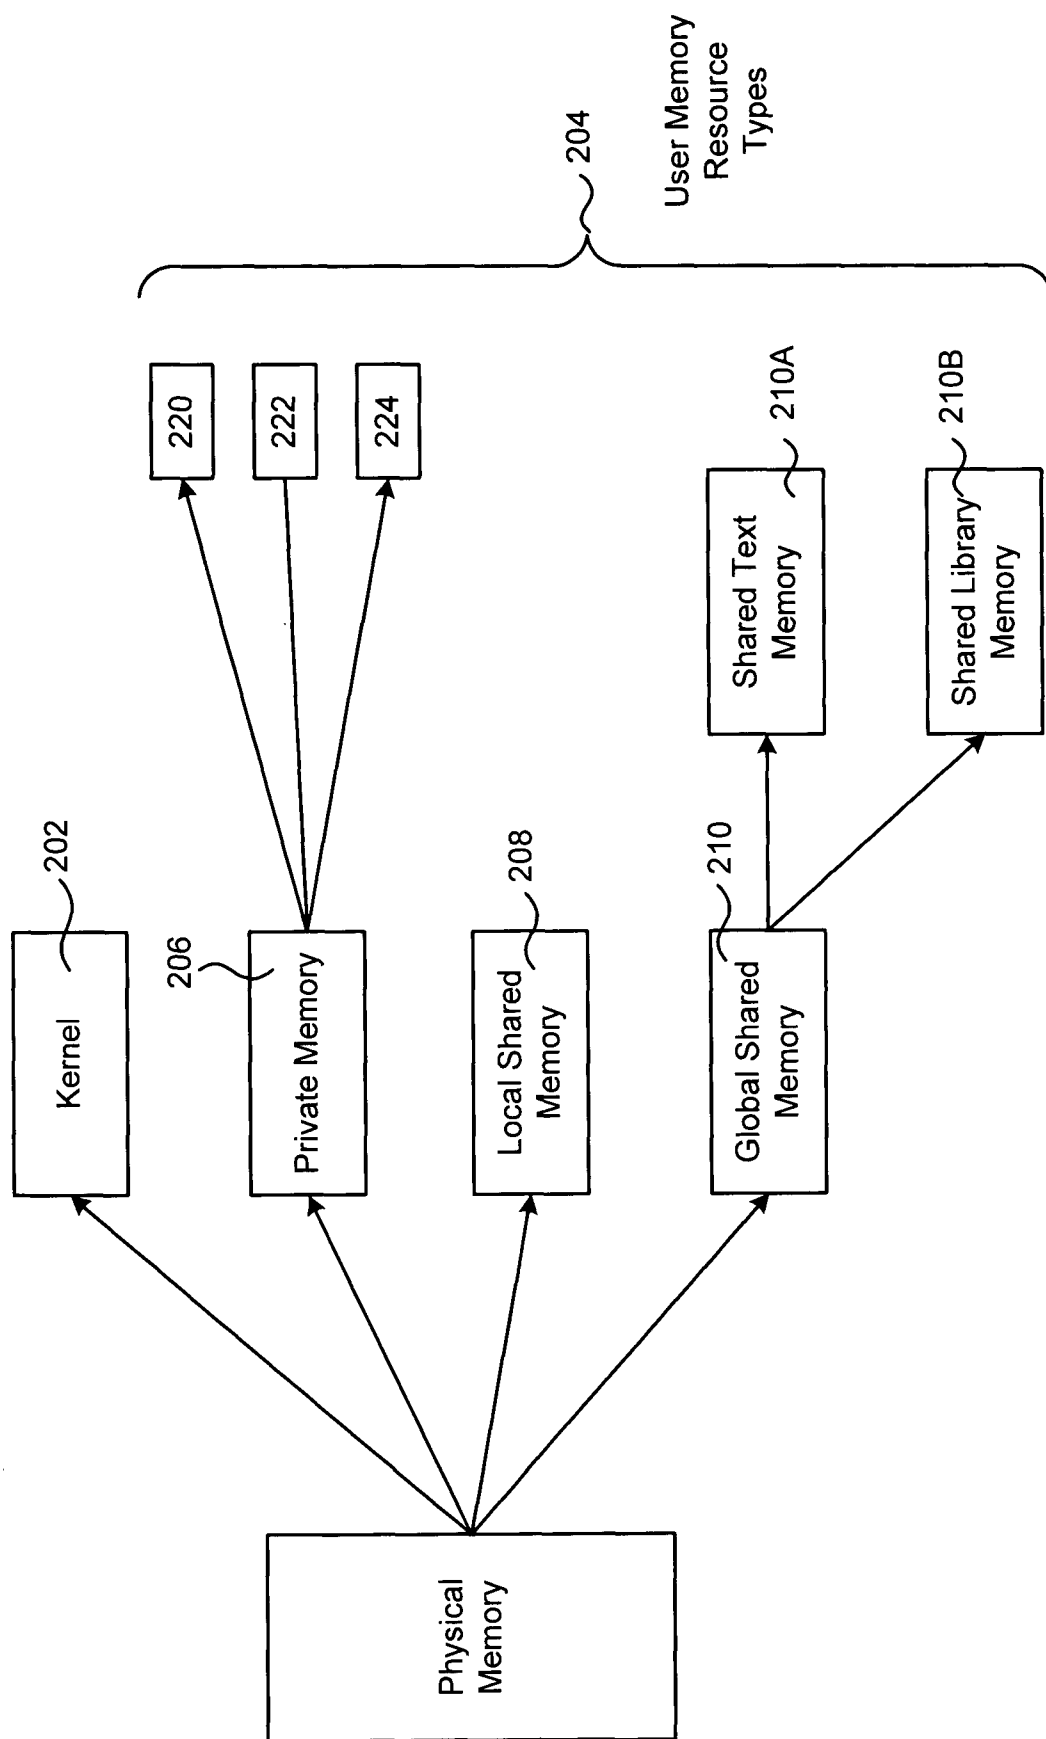 Physical
Memory
Kernel
202
206
Private Memory
Local Shared
Memory
208
Global Shared
Memory
210
220
222
224
Shared Text
Memory
210A
Shared Library
Memory
210B
204
User Memory
Resource
Types